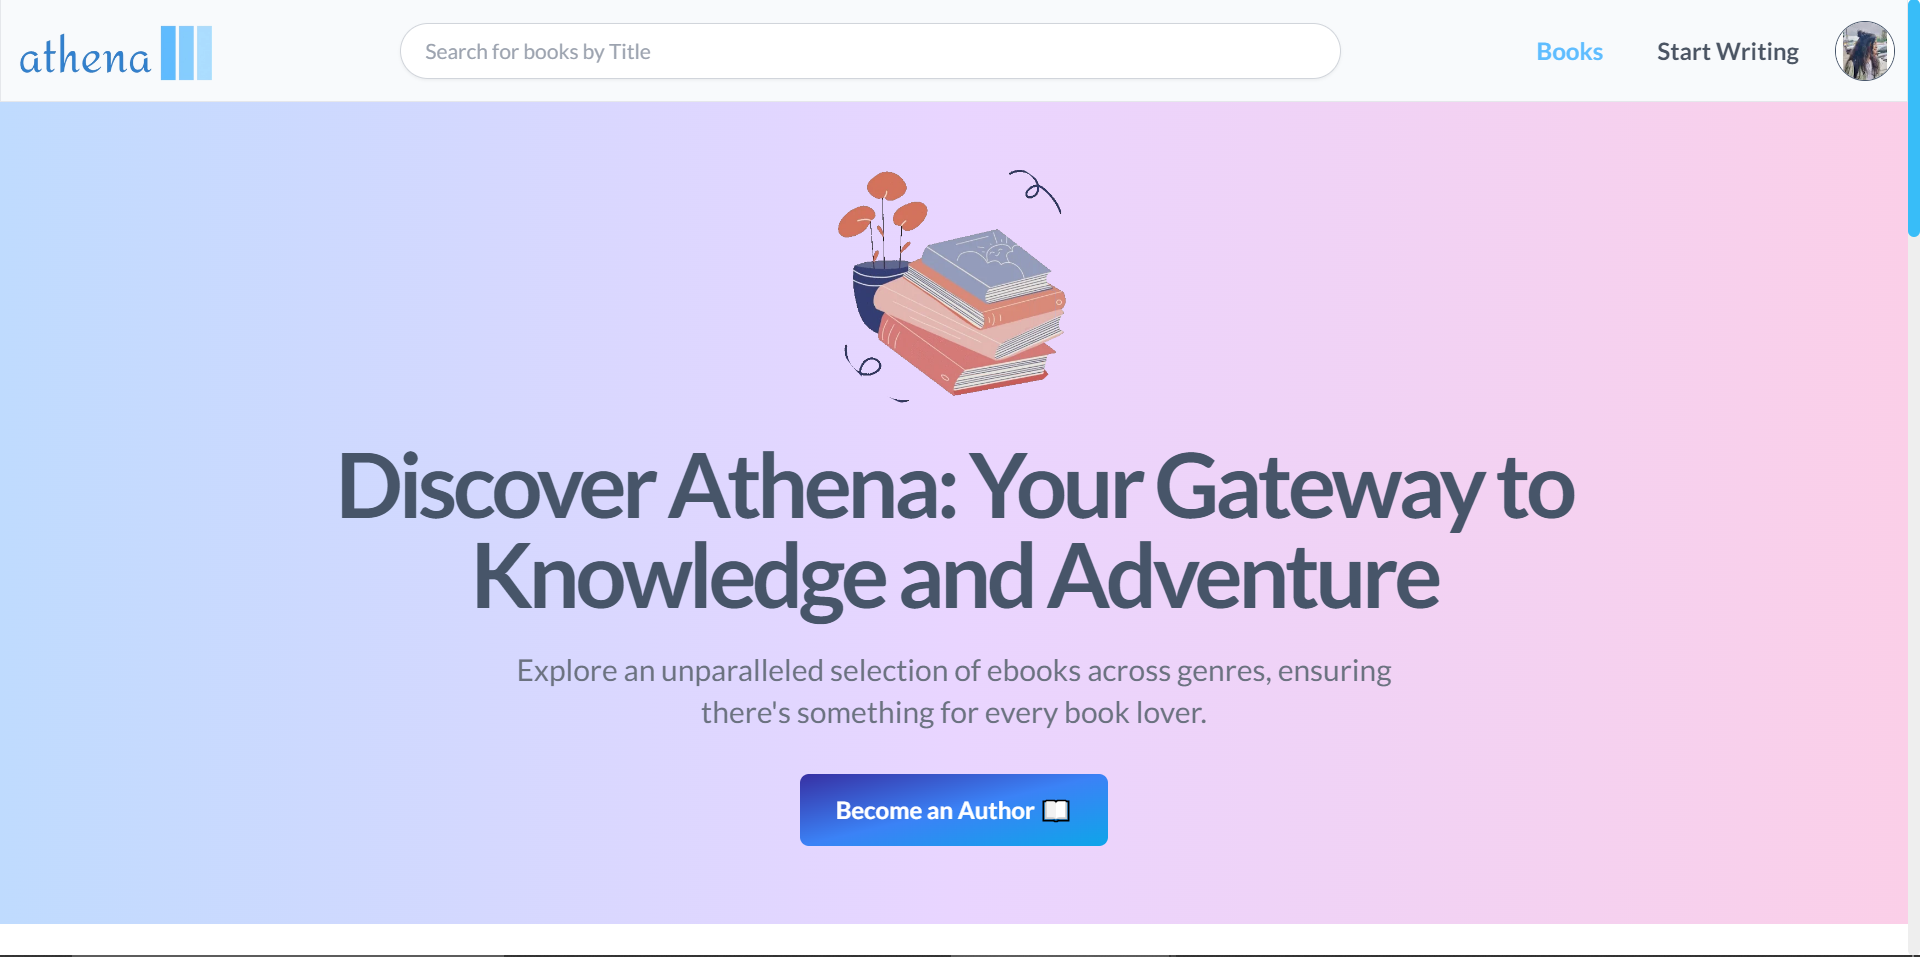 athena
Search for books by Title
Books
Start Writing
Discover Athena: Your Gateway to
Knowledge and Adventure
Explore an unparalleled selection of ebooks across genres, ensuring
there's something for every book lover.
Become an Author 📖